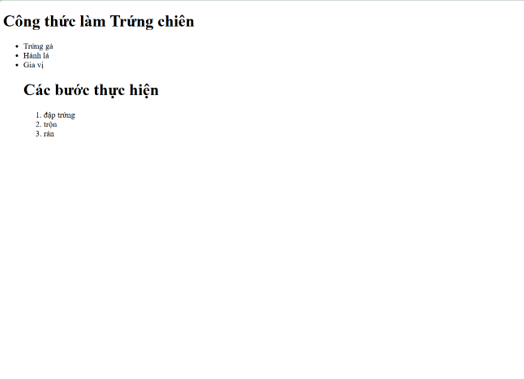 Công thức làm Trứng chiên
• Trứng gà
• Hành lá
• Gia vị
Các bước thực hiện
1. đập trứng
2. trộn
3. rán